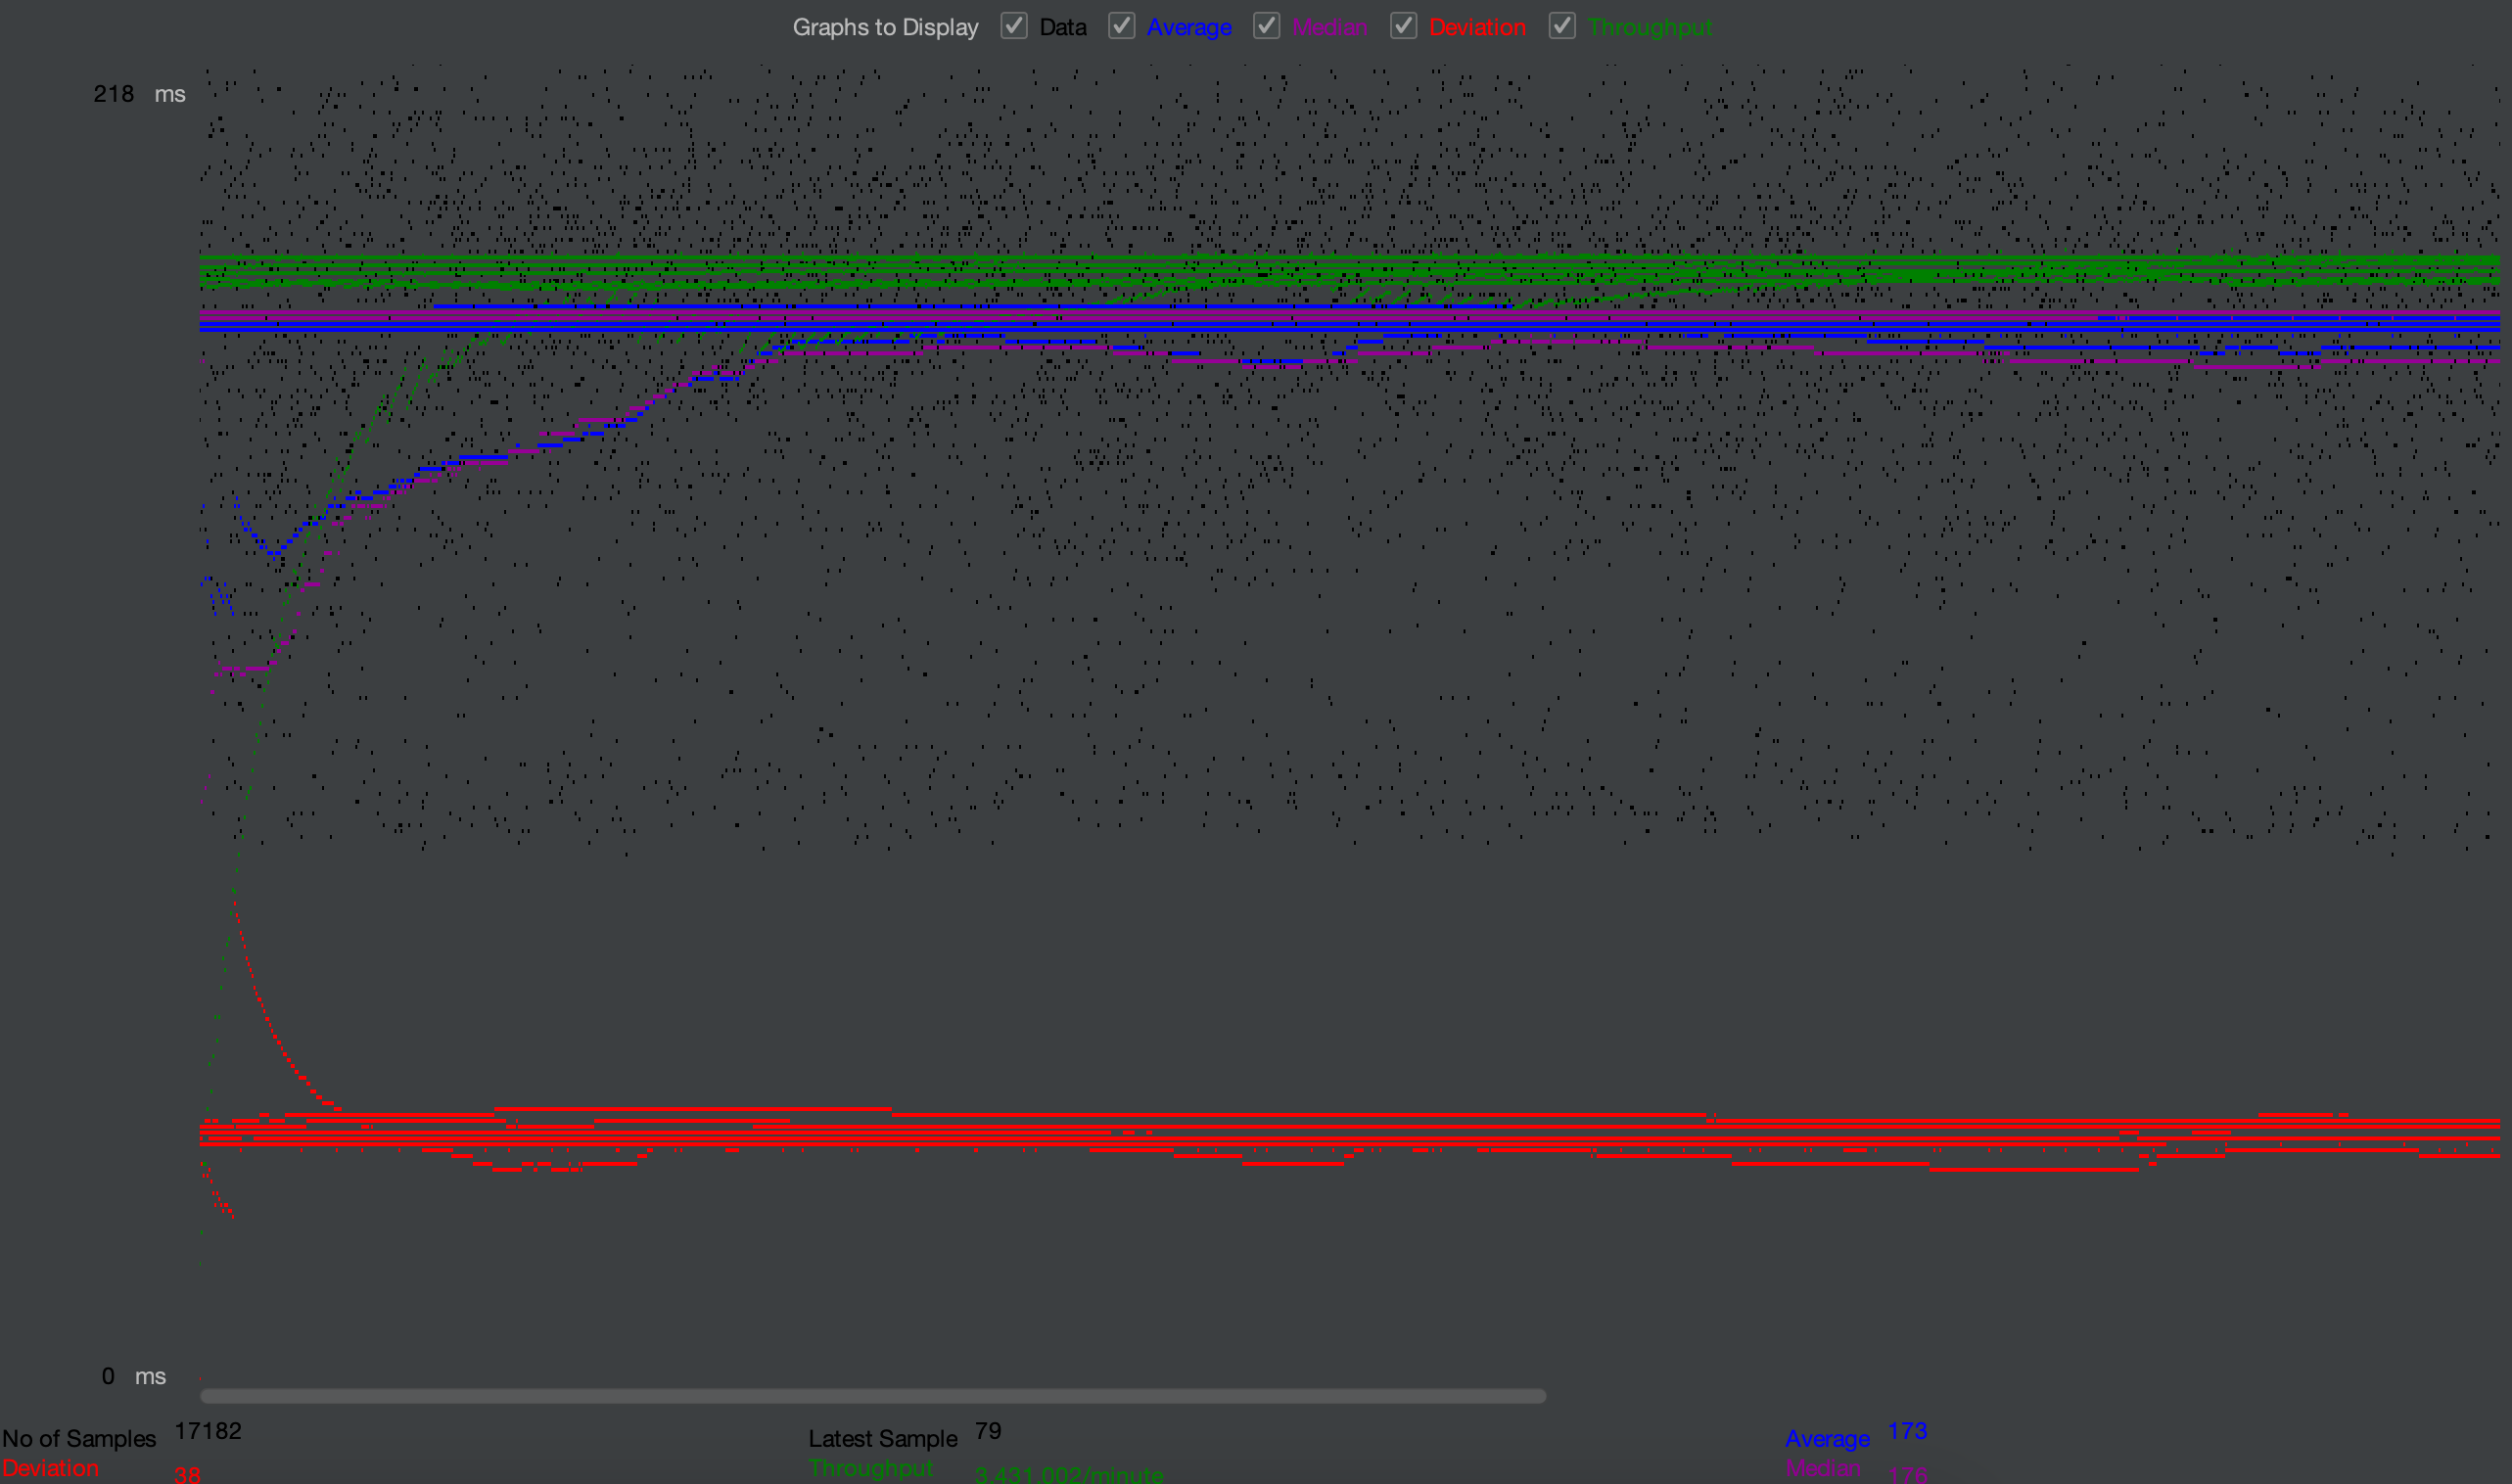 Graphs to Display Data Average Median Deviation Throughput
218 ms
0 ms
No of Samples 17182 Latest Sample 79 Average 173
Deviation 38 Throughput 3,431.002/minute Median 176